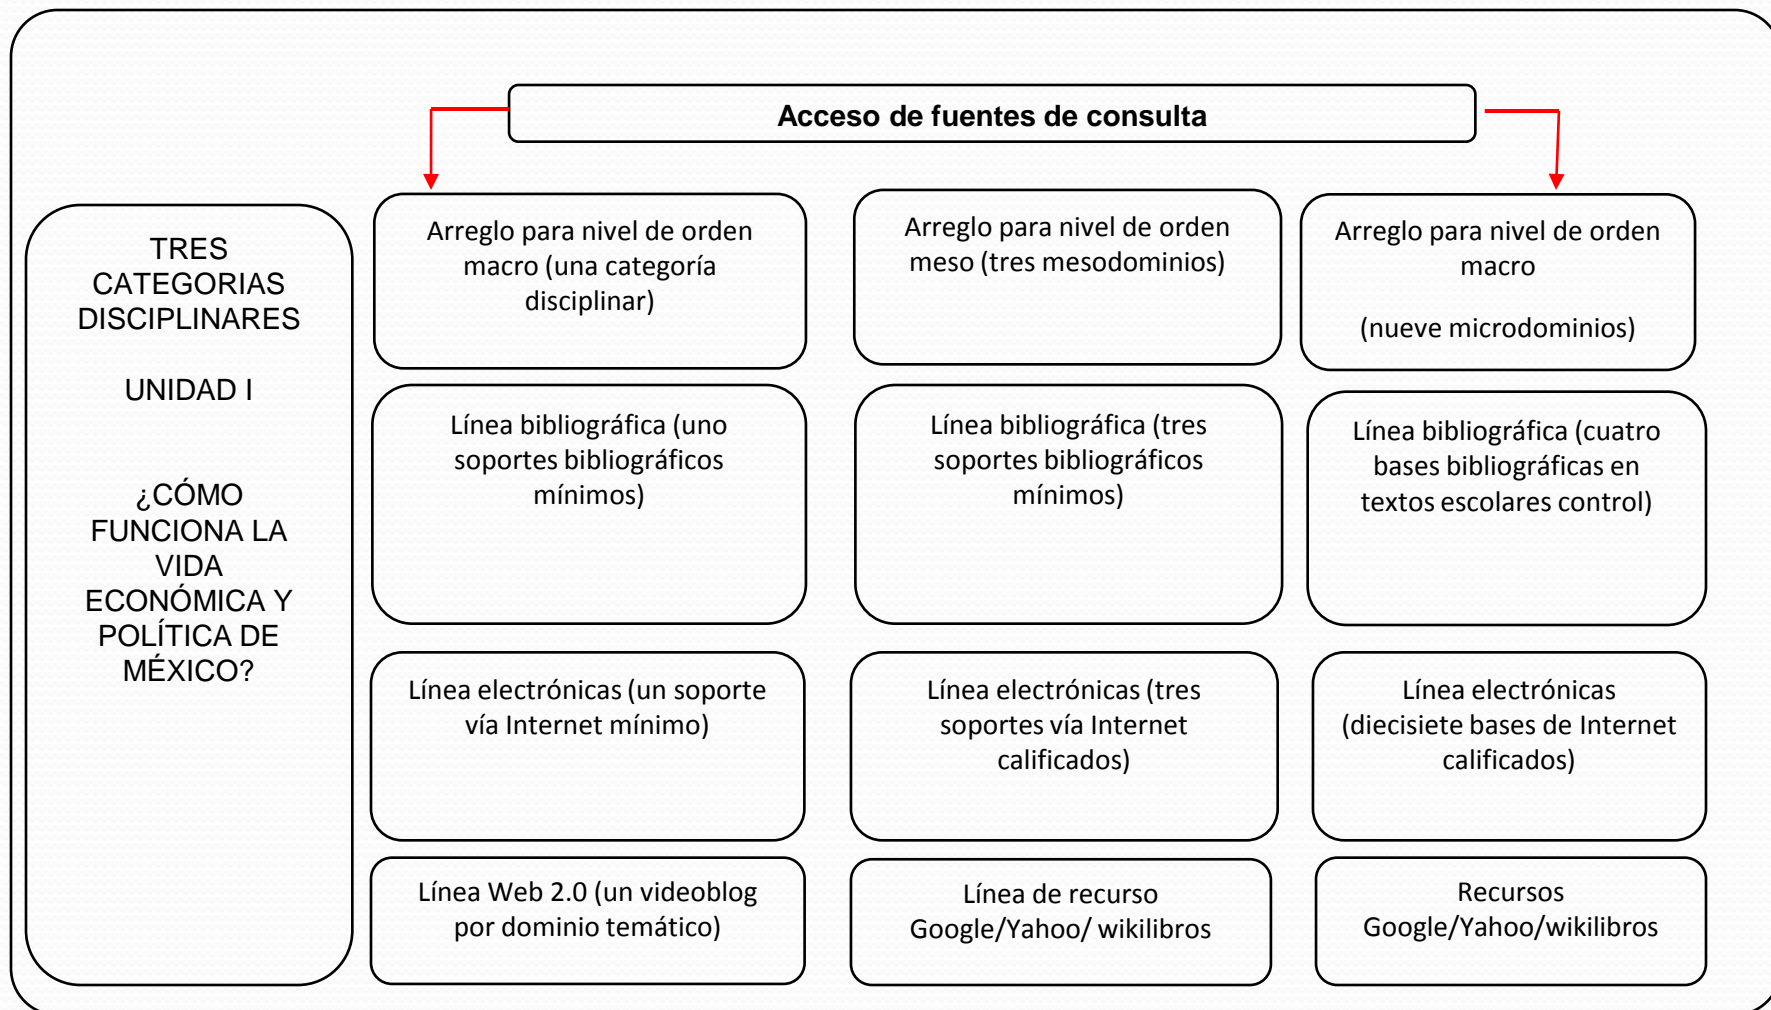 Acceso de fuentes de consulta
TRES
CATEGORIAS
DISCIPLINARES
UNIDAD I
¿CÓMO
FUNCIONA LA
VIDA
ECONÓMICA Y
POLÍTICA DE
MÉXICO?
Arreglo para nivel de orden
macro (una categoría
disciplinar)
Arreglo para nivel de orden
meso (tres mesodominios)
Arreglo para nivel de orden
macro
(nueve microdominios)
Línea bibliográfica (uno
soportes bibliográficos
mínimos)
Línea bibliográfica (tres
soportes bibliográficos
mínimos)
Línea bibliográfica (cuatro
bases bibliográficas en
textos escolares control)
Línea electrónicas (un soporte
vía Internet mínimo)
Línea electrónicas (tres
soportes vía Internet
calificados)
Línea electrónicas
(diecisiete bases de Internet
calificados)
Línea Web 2.0 (un videoblog
por dominio temático)
Línea de recurso
Google/Yahoo/ wikilibros
Recursos
Google/Yahoo/wikilibros